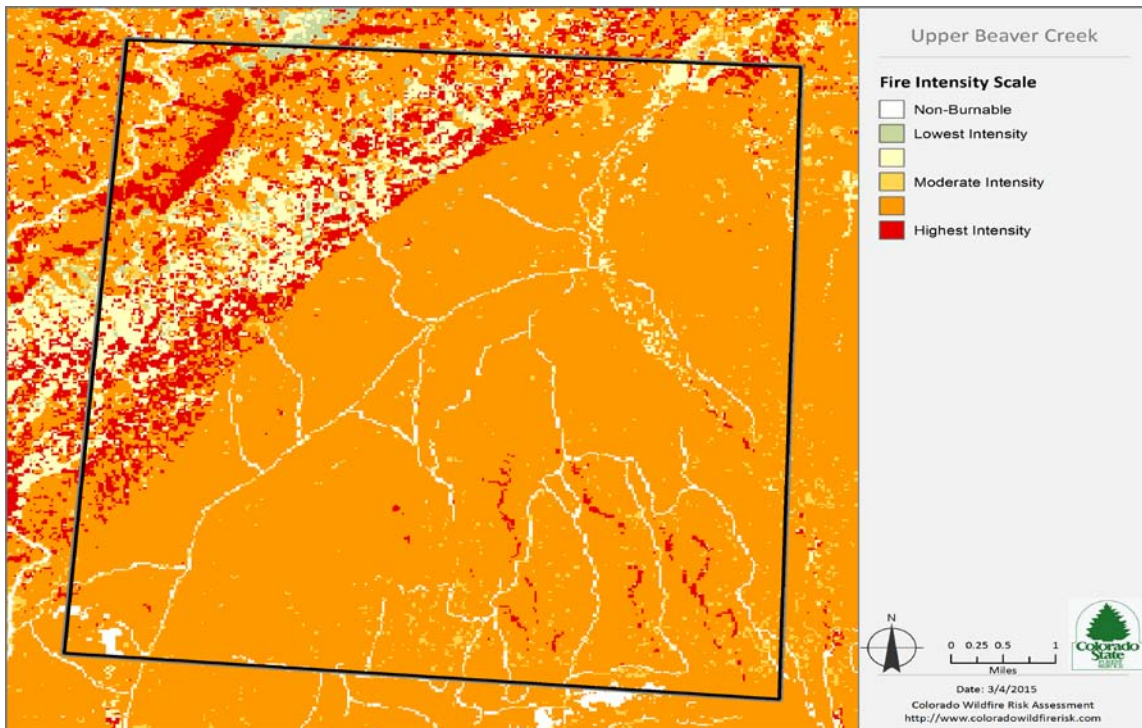 Upper Beaver Creek
Fire Intensity Scale
Non-Burnable
Lowest Intensity
Moderate Intensity
Highest Intensity
N
0 0.25 0.5 1
Miles
Colorado
State
Date: 3/4/2015
Colorado Wildfire Risk Assessment
http://www.coloradowildfirerisk.com